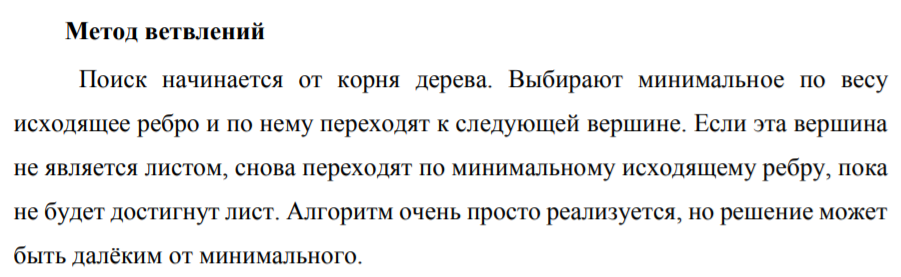 Метод ветвлений
Поиск начинается от корня дерева. Выбирают минимальное по весу
исходящее ребро и по нему переходят к следующей вершине. Если эта вершина
не является листом, снова переходят по минимальному исходящему ребру, пока
не будет достигнут лист. Алгоритм очень просто реализуется, но решение может
быть далёким от минимального.